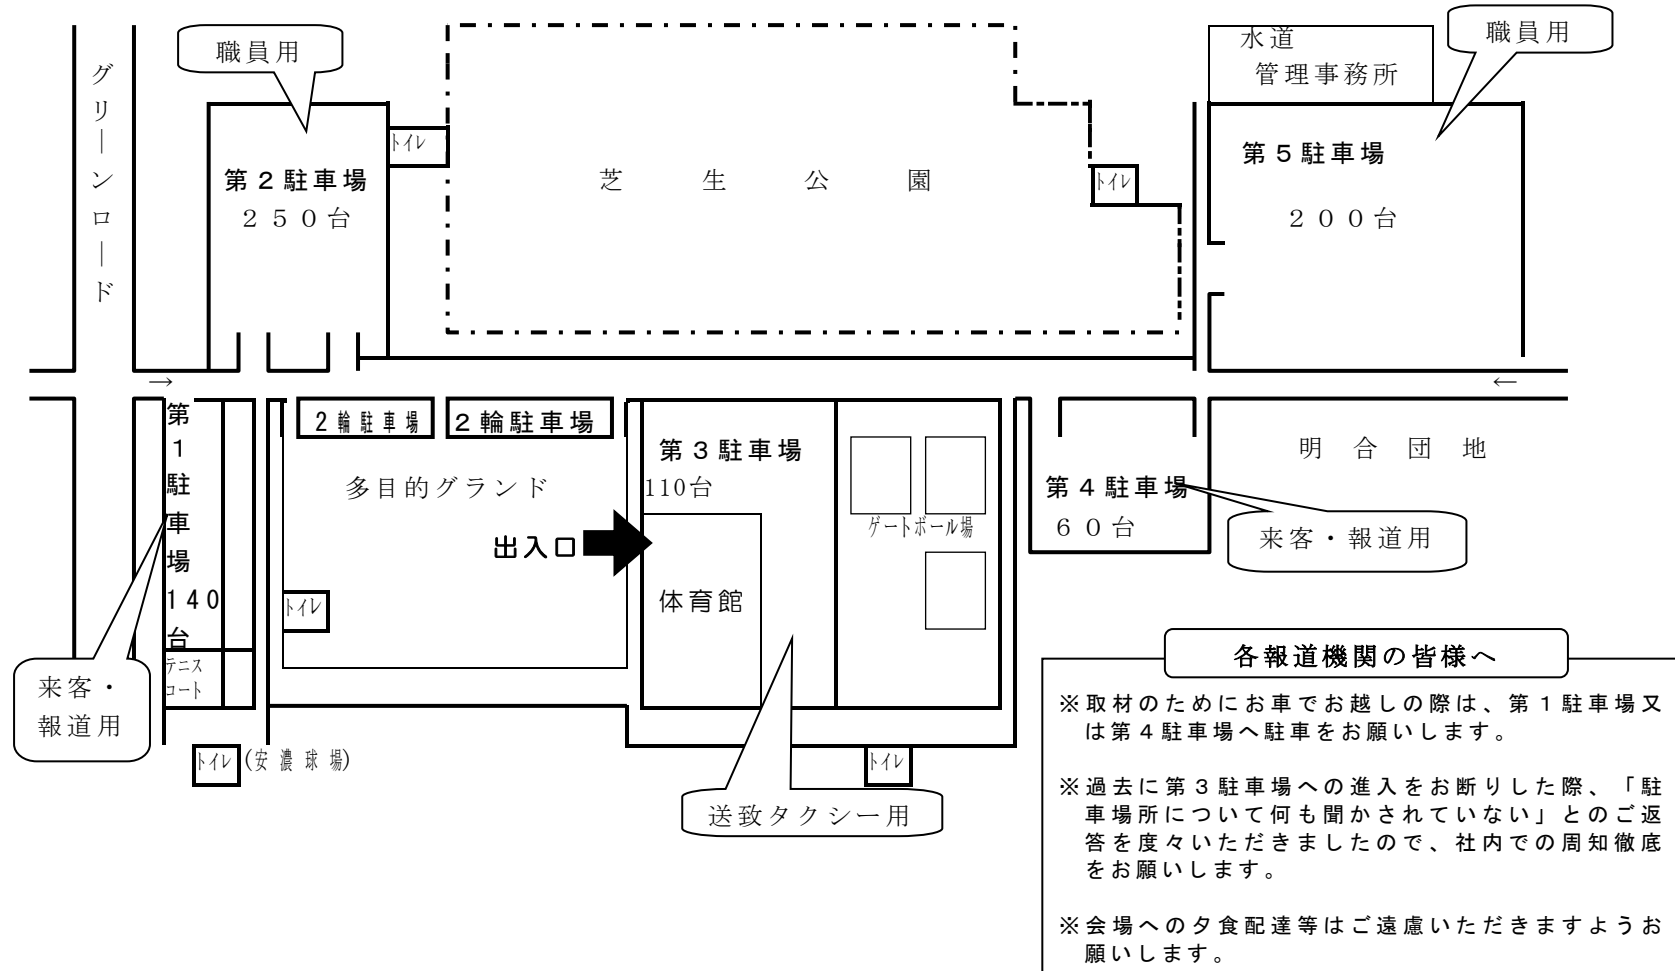 職員用
水道
管理事務所
職員用
グリーンロード
トイレ
第２駐車場
２５０台
芝生公園
トイレ
第５駐車場
２００台
→
←
第１駐車場140台
２輪駐車場
２輪駐車場
多目的グランド
出入口
トイレ
第３駐車場
110台
体育館
ゲートボール場
第４駐車場
６０台
明合団地
来客・報道用
テニス
コート
来客・
報道用
トイレ
(安濃球場)
トイレ
送致タクシー用
各報道機関の皆様へ
※取材のためにお車でお越しの際は、第１駐車場又
は第４駐車場へ駐車をお願いします。
※過去に第３駐車場への進入をお断りした際、「駐
車場所について何も聞かされていない」とのご返
答を度々いただきましたので、社内での周知徹底
をお願いします。
※会場への夕食配達等はご遠慮いただきますようお
願いします。